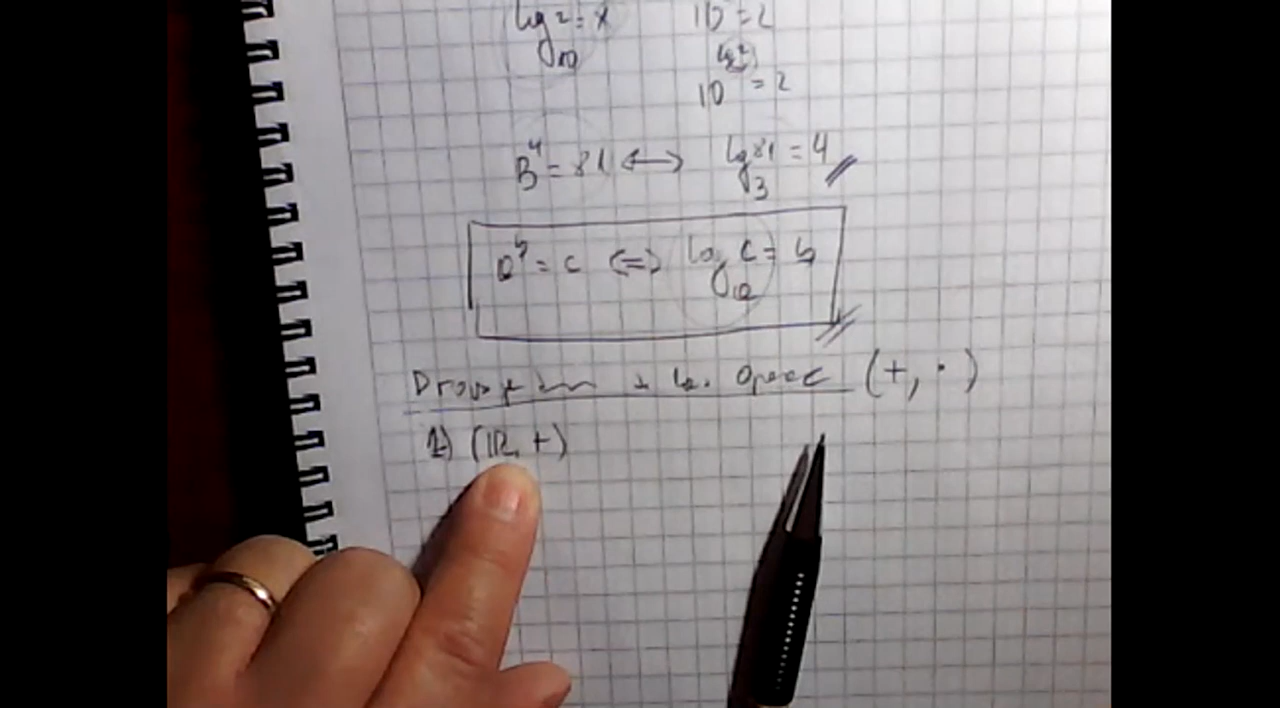 log₁₀ 2 = x 10ˣ = 2
10^(log 2) = 2
3⁴ = 81 ⟷ log₃ 81 = 4
a^b = c ⟺ log_a c = b
(+, ·)
1) (ℝ, +)